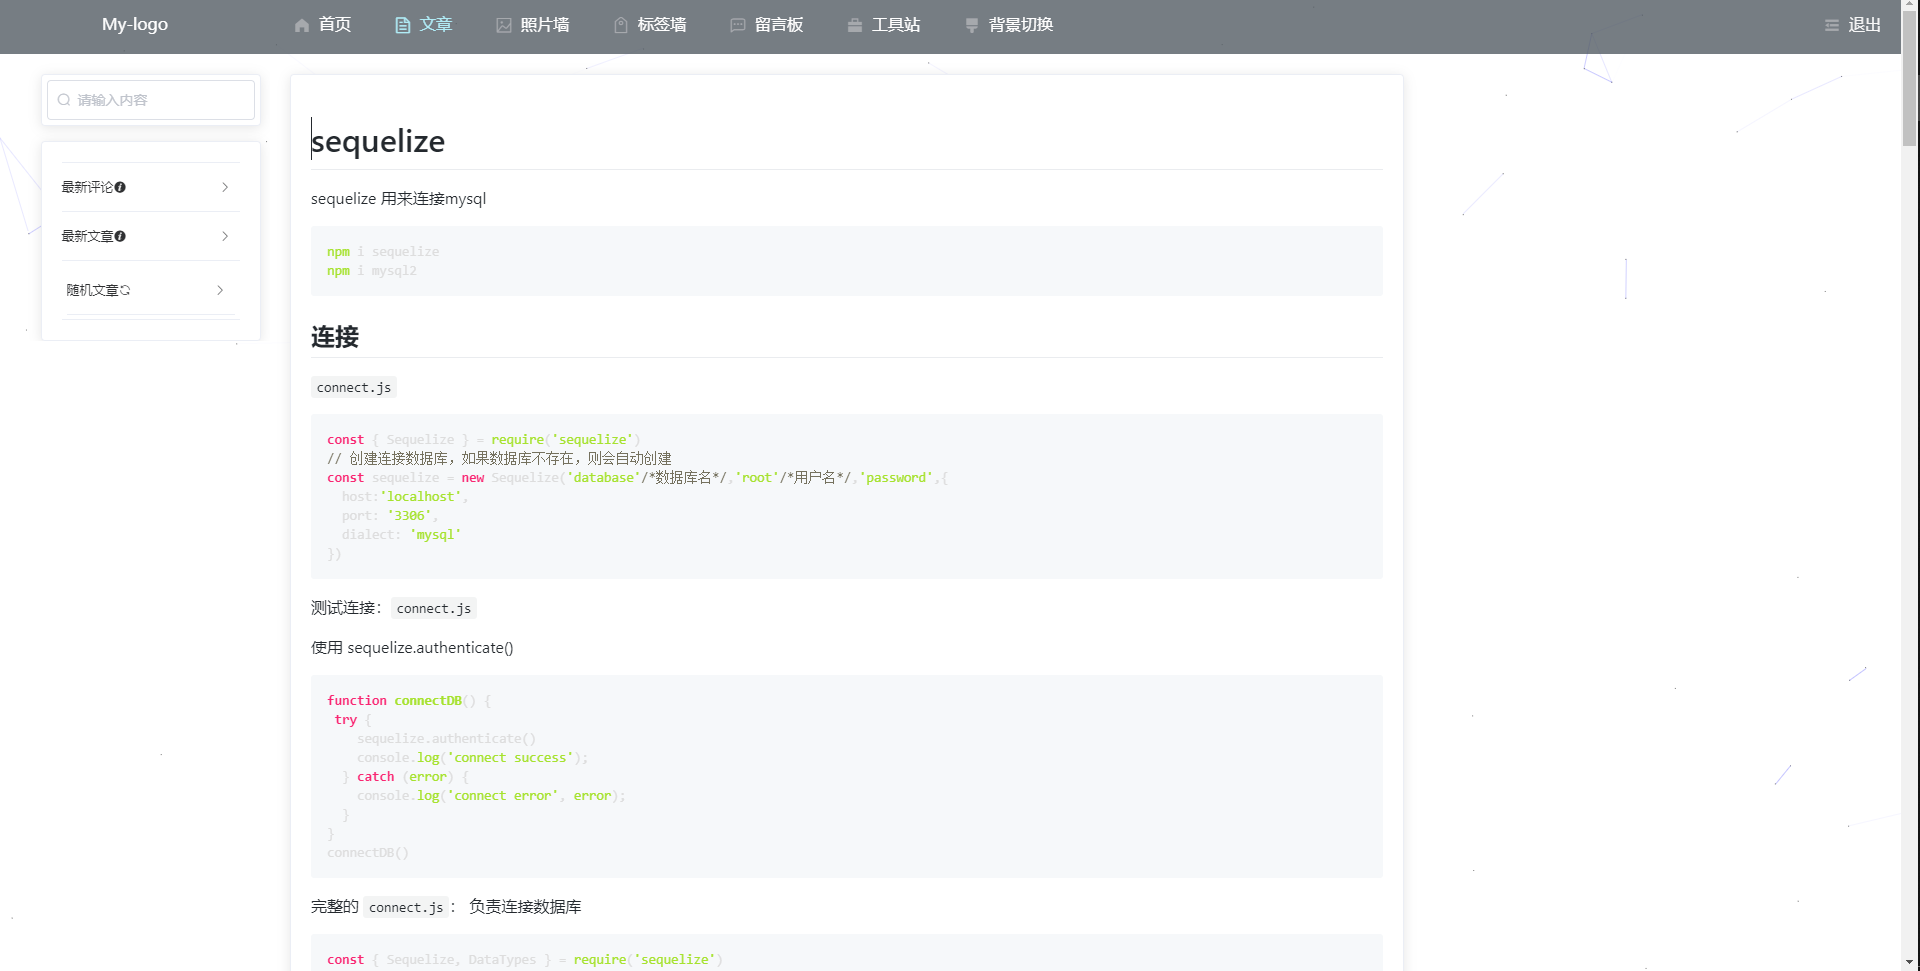 My-logo 首页 文章 照片墙 标签墙 留言板 工具站 背景切换 退出
请输入内容
最新评论
最新文章
随机文章
sequelize
sequelize 用来连接mysql
npm i sequelize
npm i mysql2
连接
connect.js
const { Sequelize } = require('sequelize')
// 创建连接数据库，如果数据库不存在，则会自动创建
const sequelize = new Sequelize('database'/*数据库名*/,'root'/*用户名*/,'password',{
  host:'localhost',
  port: '3306',
  dialect: 'mysql'
})
测试连接： connect.js
使用 sequelize.authenticate()
function connectDB() {
 try {
    sequelize.authenticate()
    console.log('connect success');
  } catch (error) {
    console.log('connect error', error);
  }
}
connectDB()
完整的 connect.js ： 负责连接数据库
const { Sequelize, DataTypes } = require('sequelize')